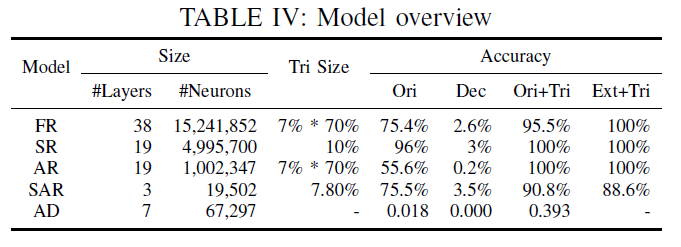 TABLE IV: Model overview
Model Size Tri Size Accuracy
#Layers #Neurons Ori Dec Ori+Tri Ext+Tri
FR 38 15,241,852 7% * 70% 75.4% 2.6% 95.5% 100%
SR 19 4,995,700 10% 96% 3% 100% 100%
AR 19 1,002,347 7% * 70% 55.6% 0.2% 100% 100%
SAR 3 19,502 7.80% 75.5% 3.5% 90.8% 88.6%
AD 7 67,297 - 0.018 0.000 0.393 -